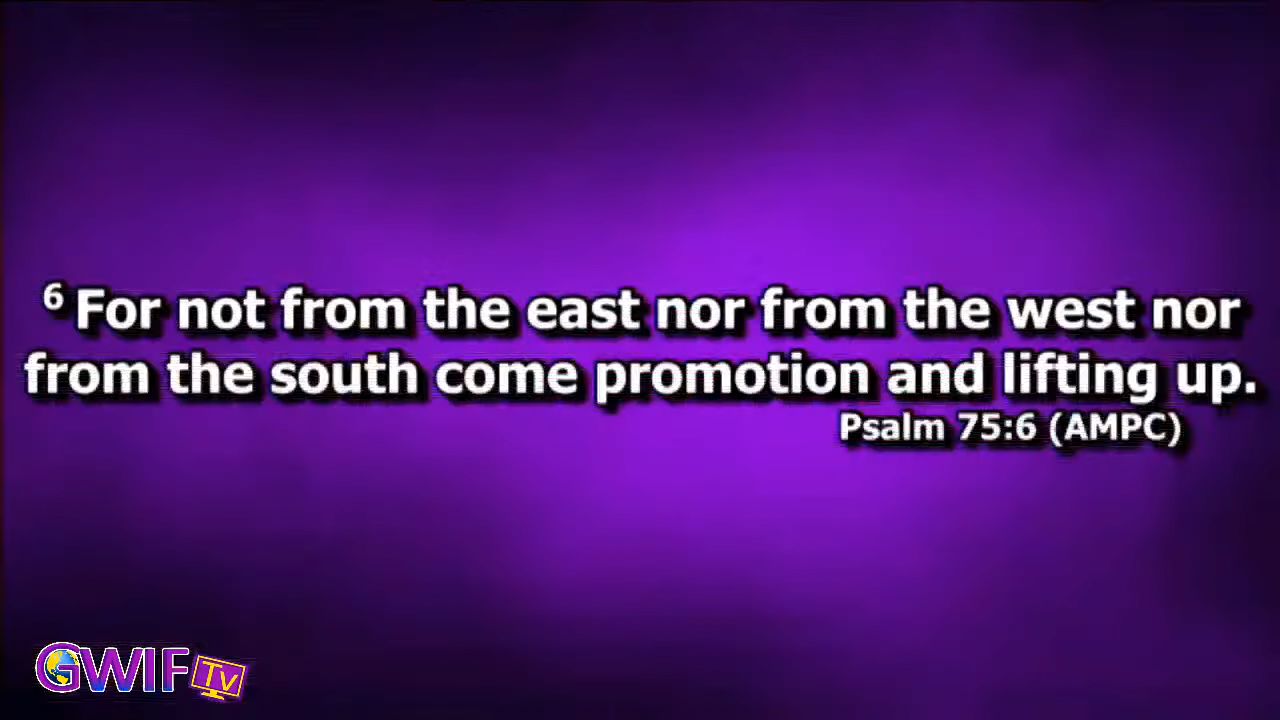 6 For not from the east nor from the west nor
from the south come promotion and lifting up.
Psalm 75:6 (AMPC)
GWIF TV